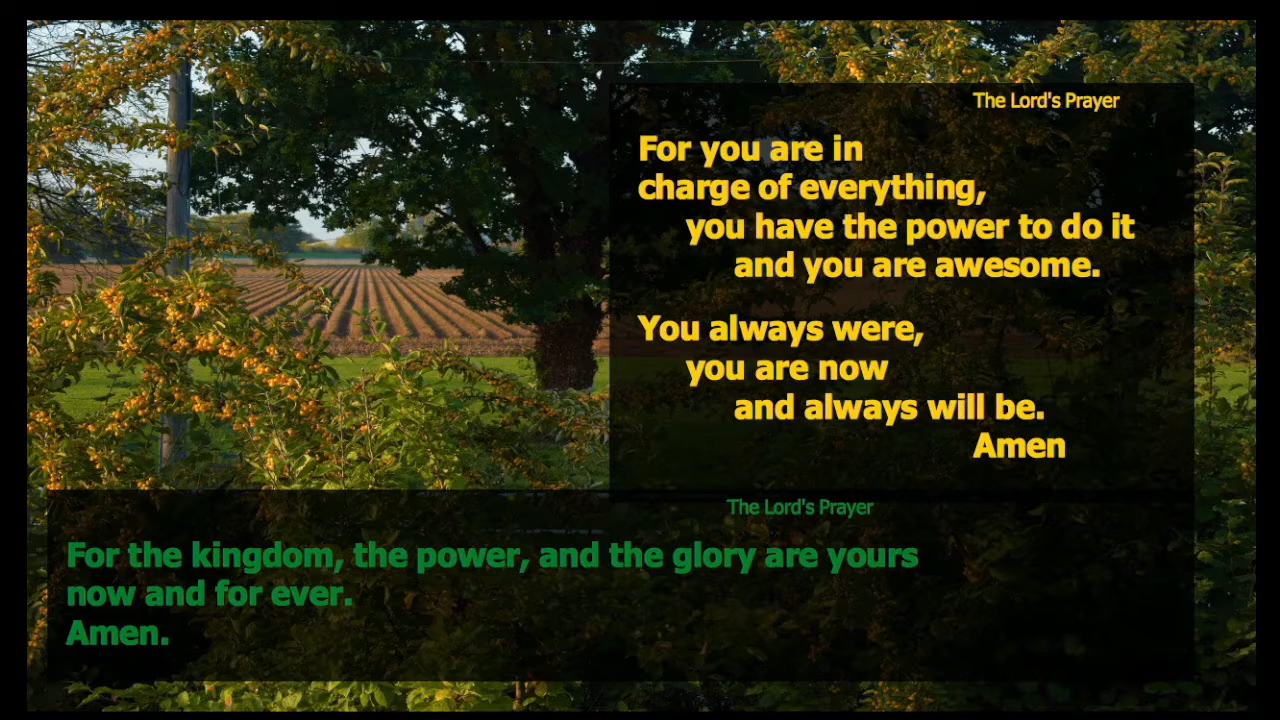 The Lord's Prayer
For you are in
charge of everything,
you have the power to do it
and you are awesome.
You always were,
you are now
and always will be.
Amen
The Lord's Prayer
For the kingdom, the power, and the glory are yours
now and for ever.
Amen.